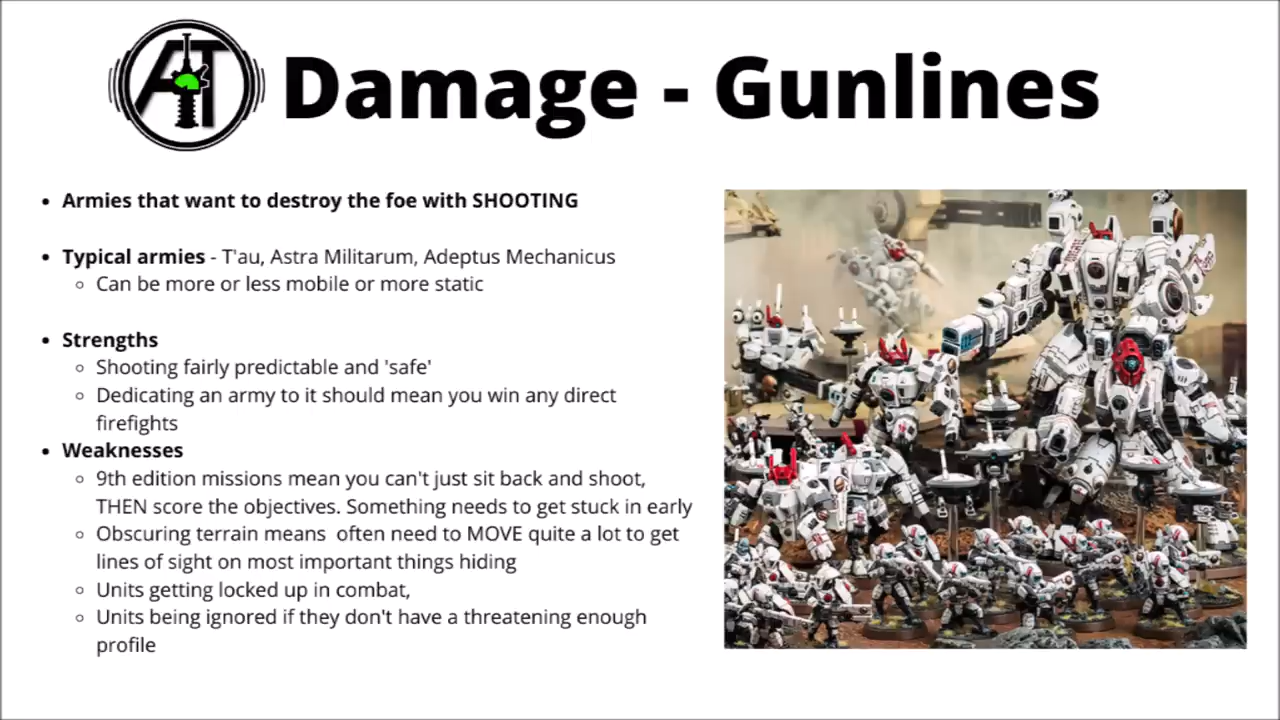 AT
Damage - Gunlines
• Armies that want to destroy the foe with SHOOTING
• Typical armies - T'au, Astra Militarum, Adeptus Mechanicus
◦ Can be more or less mobile or more static
• Strengths
◦ Shooting fairly predictable and 'safe'
◦ Dedicating an army to it should mean you win any direct
firefights
• Weaknesses
◦ 9th edition missions mean you can't just sit back and shoot,
THEN score the objectives. Something needs to get stuck in early
◦ Obscuring terrain means  often need to MOVE quite a lot to get
lines of sight on most important things hiding
◦ Units getting locked up in combat,
◦ Units being ignored if they don't have a threatening enough
profile